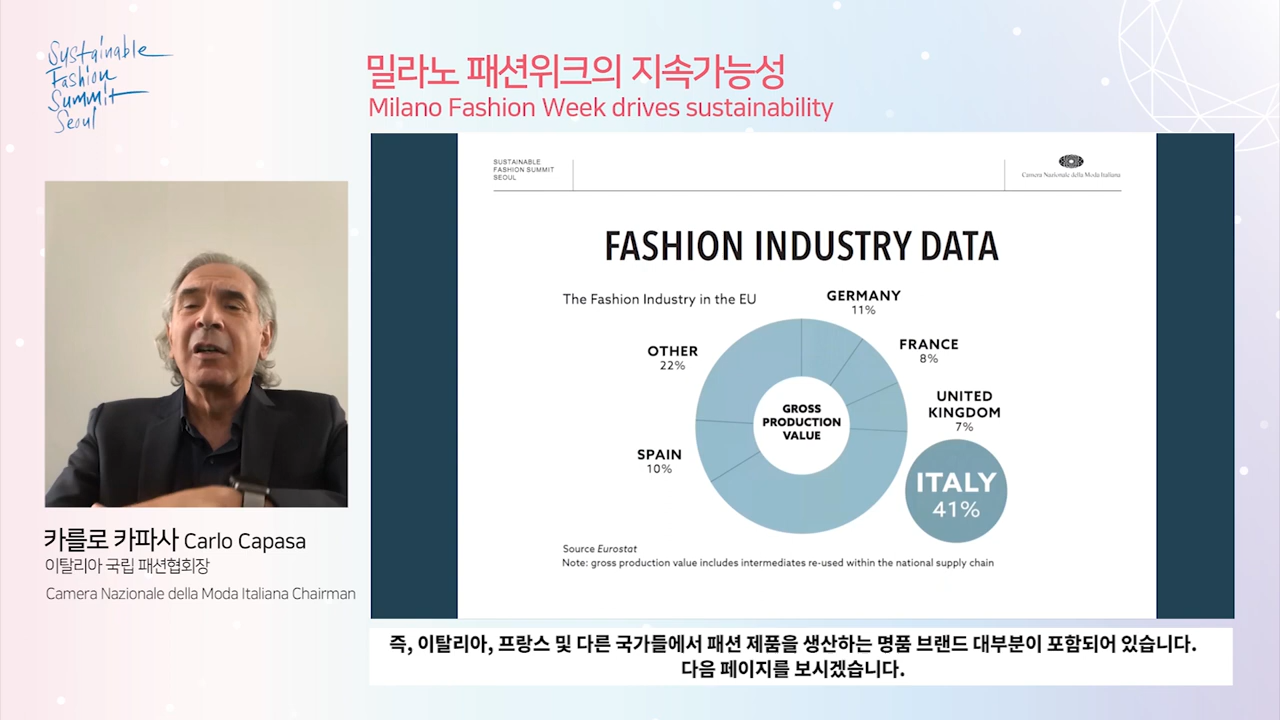 Sustainable
Fashion
Summit
Seoul
밀라노 패션위크의 지속가능성
Milano Fashion Week drives sustainability
SUSTAINABLE
FASHION SUMMIT
SEOUL
Camera Nazionale della Moda Italiana
FASHION INDUSTRY DATA
The Fashion Industry in the EU
GERMANY
11%
FRANCE
8%
UNITED
KINGDOM
7%
ITALY
41%
SPAIN
10%
OTHER
22%
GROSS
PRODUCTION
VALUE
Source Eurostat
Note: gross production value includes intermediates re-used within the national supply chain
카를로 카파사 Carlo Capasa
이탈리아 국립 패션협회장
Camera Nazionale della Moda Italiana Chairman
즉, 이탈리아, 프랑스 및 다른 국가들에서 패션 제품을 생산하는 명품 브랜드 대부분이 포함되어 있습니다.
다음 페이지를 보시겠습니다.